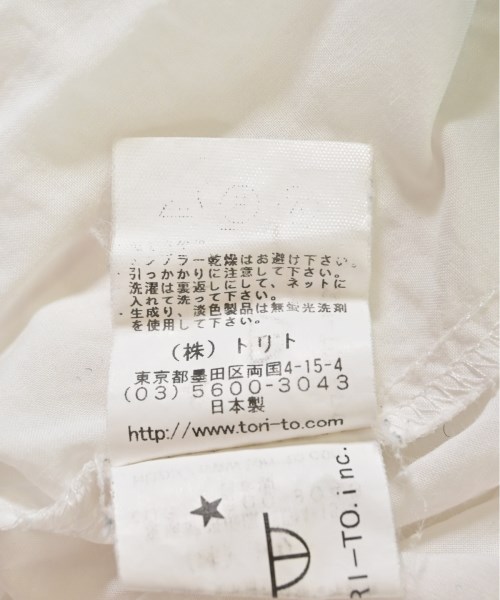 タンブラー乾燥はお避け下さい。
・引っかかりに注意して下さい。
・洗濯は裏返しにして、ネットに
入れて洗って下さい。
・生成り、淡色製品は無蛍光洗剤
を使用して下さい。
(株) トリト
東京都墨田区両国4-15-4
(03) 5600-3043
日本製
http://www.tori-to.com
RI-TO.inc.